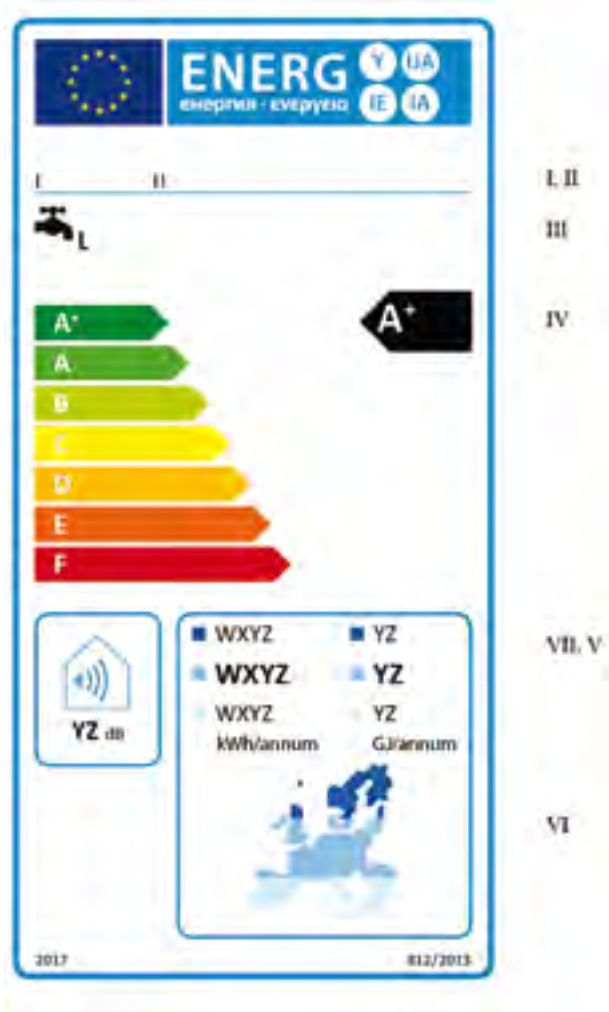 ENERG Y IJA
енергия · ενεργεια IE IA
I II
I, II
L
III
A⁺
IV
A⁺
A
B
C
D
E
F
WXYZ YZ
WXYZ YZ
WXYZ YZ
kWh/annum GJ/annum
YZ dB
VII, V
VI
2017 812/2013